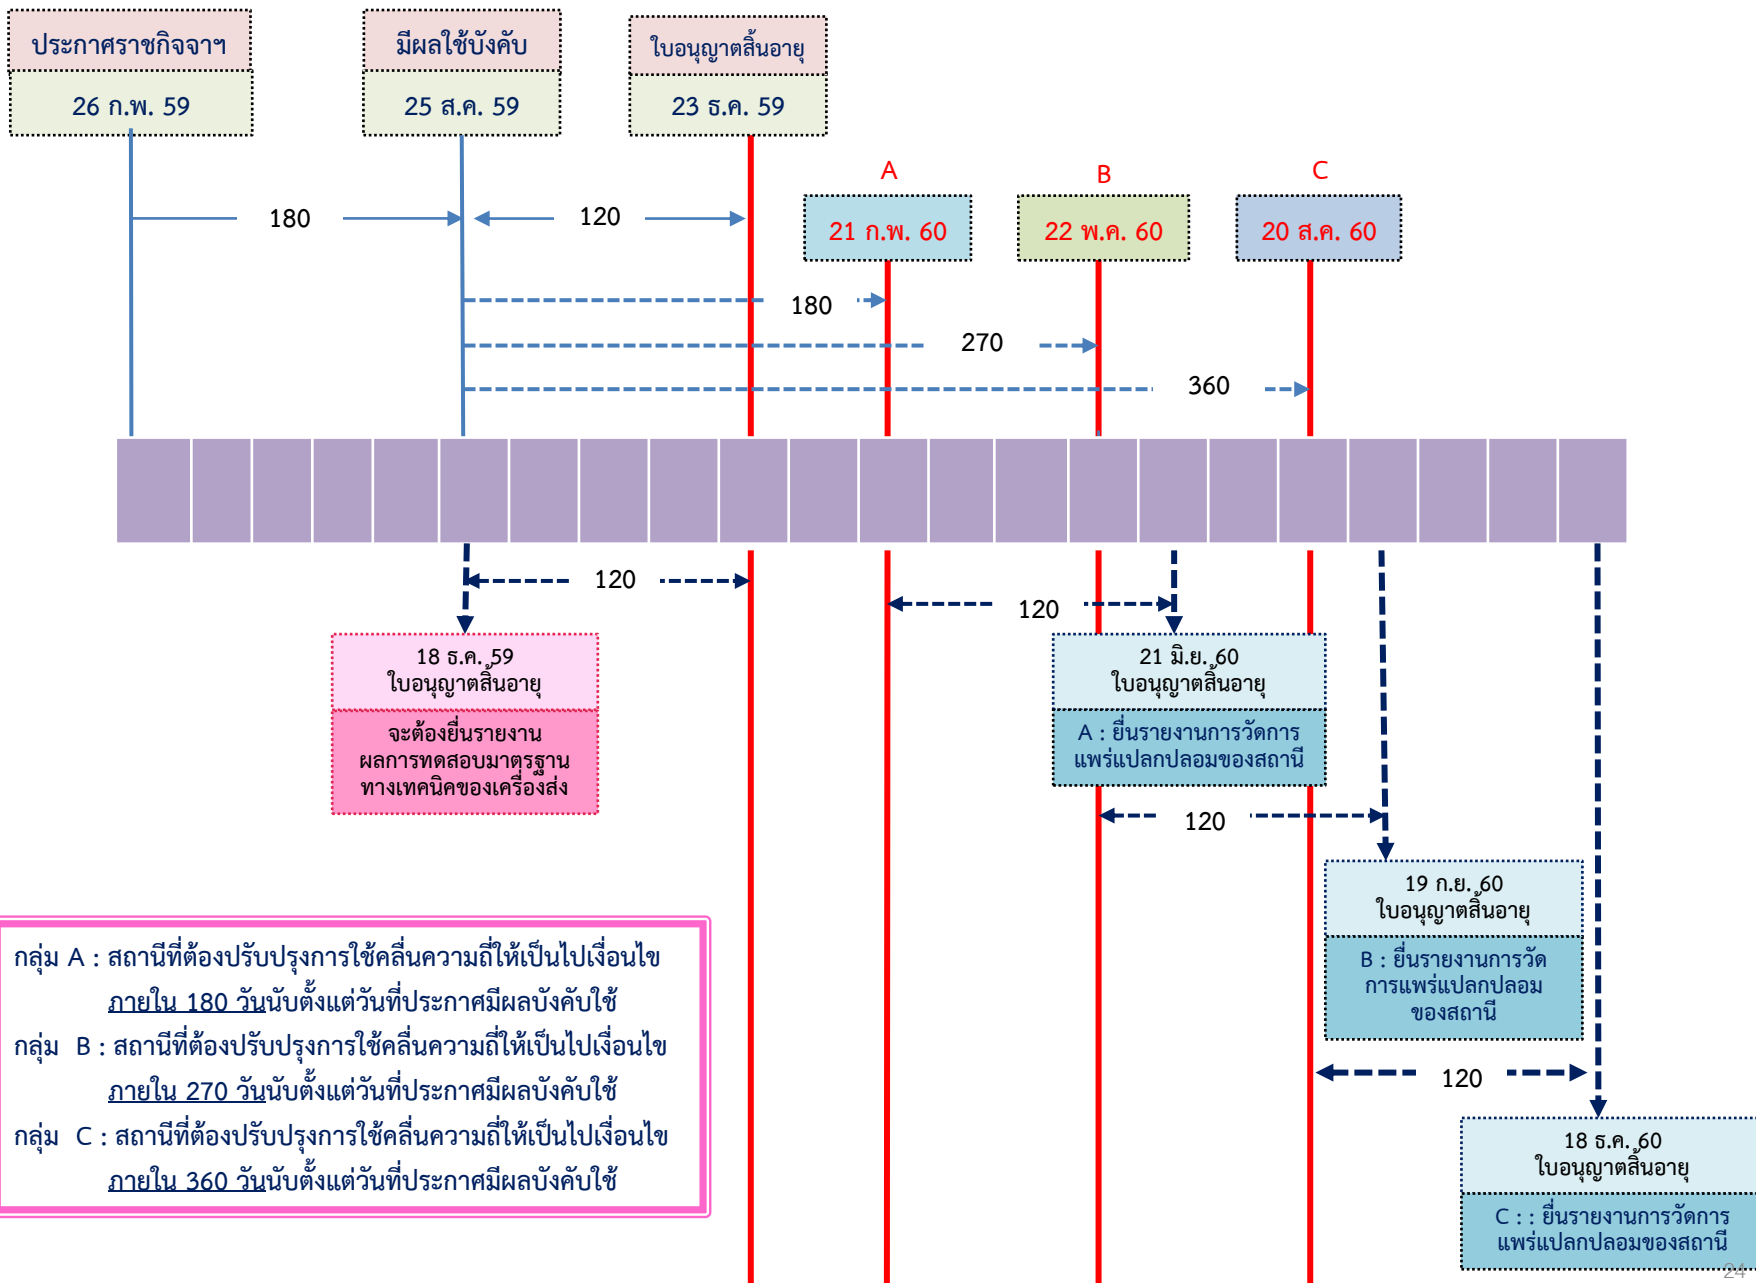 ประกาศราชกิจจาฯ
26 ก.พ. 59
มีผลใช้บังคับ
25 ส.ค. 59
ใบอนุญาตสิ้นอายุ
23 ธ.ค. 59
180
120
A
21 ก.พ. 60
B
22 พ.ค. 60
C
20 ส.ค. 60
180
270
360
120
120
18 ธ.ค. 59
ใบอนุญาตสิ้นอายุ
จะต้องยื่นรายงาน
ผลการทดสอบมาตรฐาน
ทางเทคนิคของเครื่องส่ง
21 มิ.ย. 60
ใบอนุญาตสิ้นอายุ
A : ยื่นรายงานการวัดการ
แพร่แปลกปลอมของสถานี
120
19 ก.ย. 60
ใบอนุญาตสิ้นอายุ
B : ยื่นรายงานการวัด
การแพร่แปลกปลอม
ของสถานี
120
18 ธ.ค. 60
ใบอนุญาตสิ้นอายุ
C : : ยื่นรายงานการวัดการ
แพร่แปลกปลอมของสถานี
กลุ่ม A : สถานีที่ต้องปรับปรุงการใช้คลื่นความถี่ให้เป็นไปเงื่อนไข
ภายใน 180 วันนับตั้งแต่วันที่ประกาศมีผลบังคับใช้
กลุ่ม B : สถานีที่ต้องปรับปรุงการใช้คลื่นความถี่ให้เป็นไปเงื่อนไข
ภายใน 270 วันนับตั้งแต่วันที่ประกาศมีผลบังคับใช้
กลุ่ม C : สถานีที่ต้องปรับปรุงการใช้คลื่นความถี่ให้เป็นไปเงื่อนไข
ภายใน 360 วันนับตั้งแต่วันที่ประกาศมีผลบังคับใช้
24